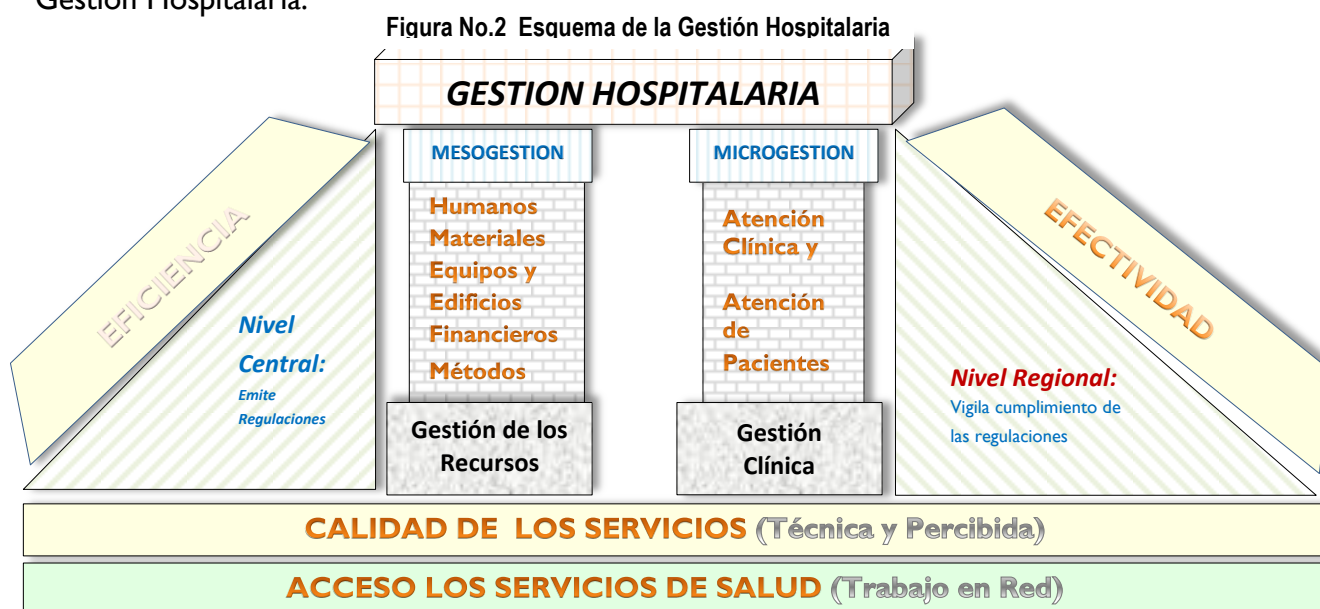 Gestión Hospitalaria.
Figura No.2 Esquema de la Gestión Hospitalaria
GESTION HOSPITALARIA
MESOGESTION
MICROGESTION
EFICIENCIA
Nivel
Central:
Emite
Regulaciones
Humanos
Materiales
Equipos y
Edificios
Financieros
Métodos
Gestión de los
Recursos
Atención
Clínica y
Atención
de
Pacientes
Gestión
Clínica
EFECTIVIDAD
Nivel Regional:
Vigila cumplimiento de
las regulaciones
CALIDAD DE LOS SERVICIOS (Técnica y Percibida)
ACCESO LOS SERVICIOS DE SALUD (Trabajo en Red)